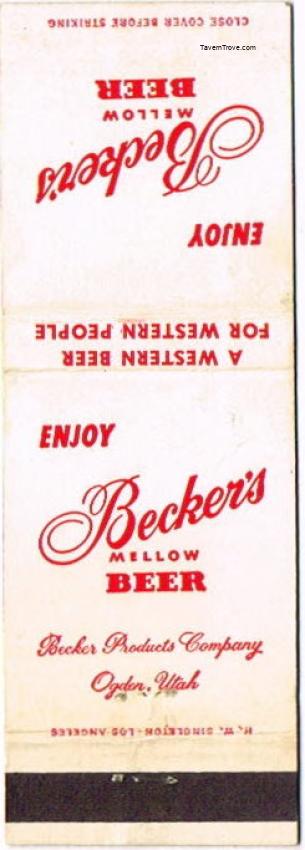 CLOSE COVER BEFORE STRIKING
TavernTrove.com
BEER
MELLOW
Becker's
ENJOY
FOR WESTERN PEOPLE
A WESTERN BEER
ENJOY
Becker's
MELLOW
BEER
Becker Products Company
Ogden, Utah
H. W. SINGLETON - LOS ANGELES